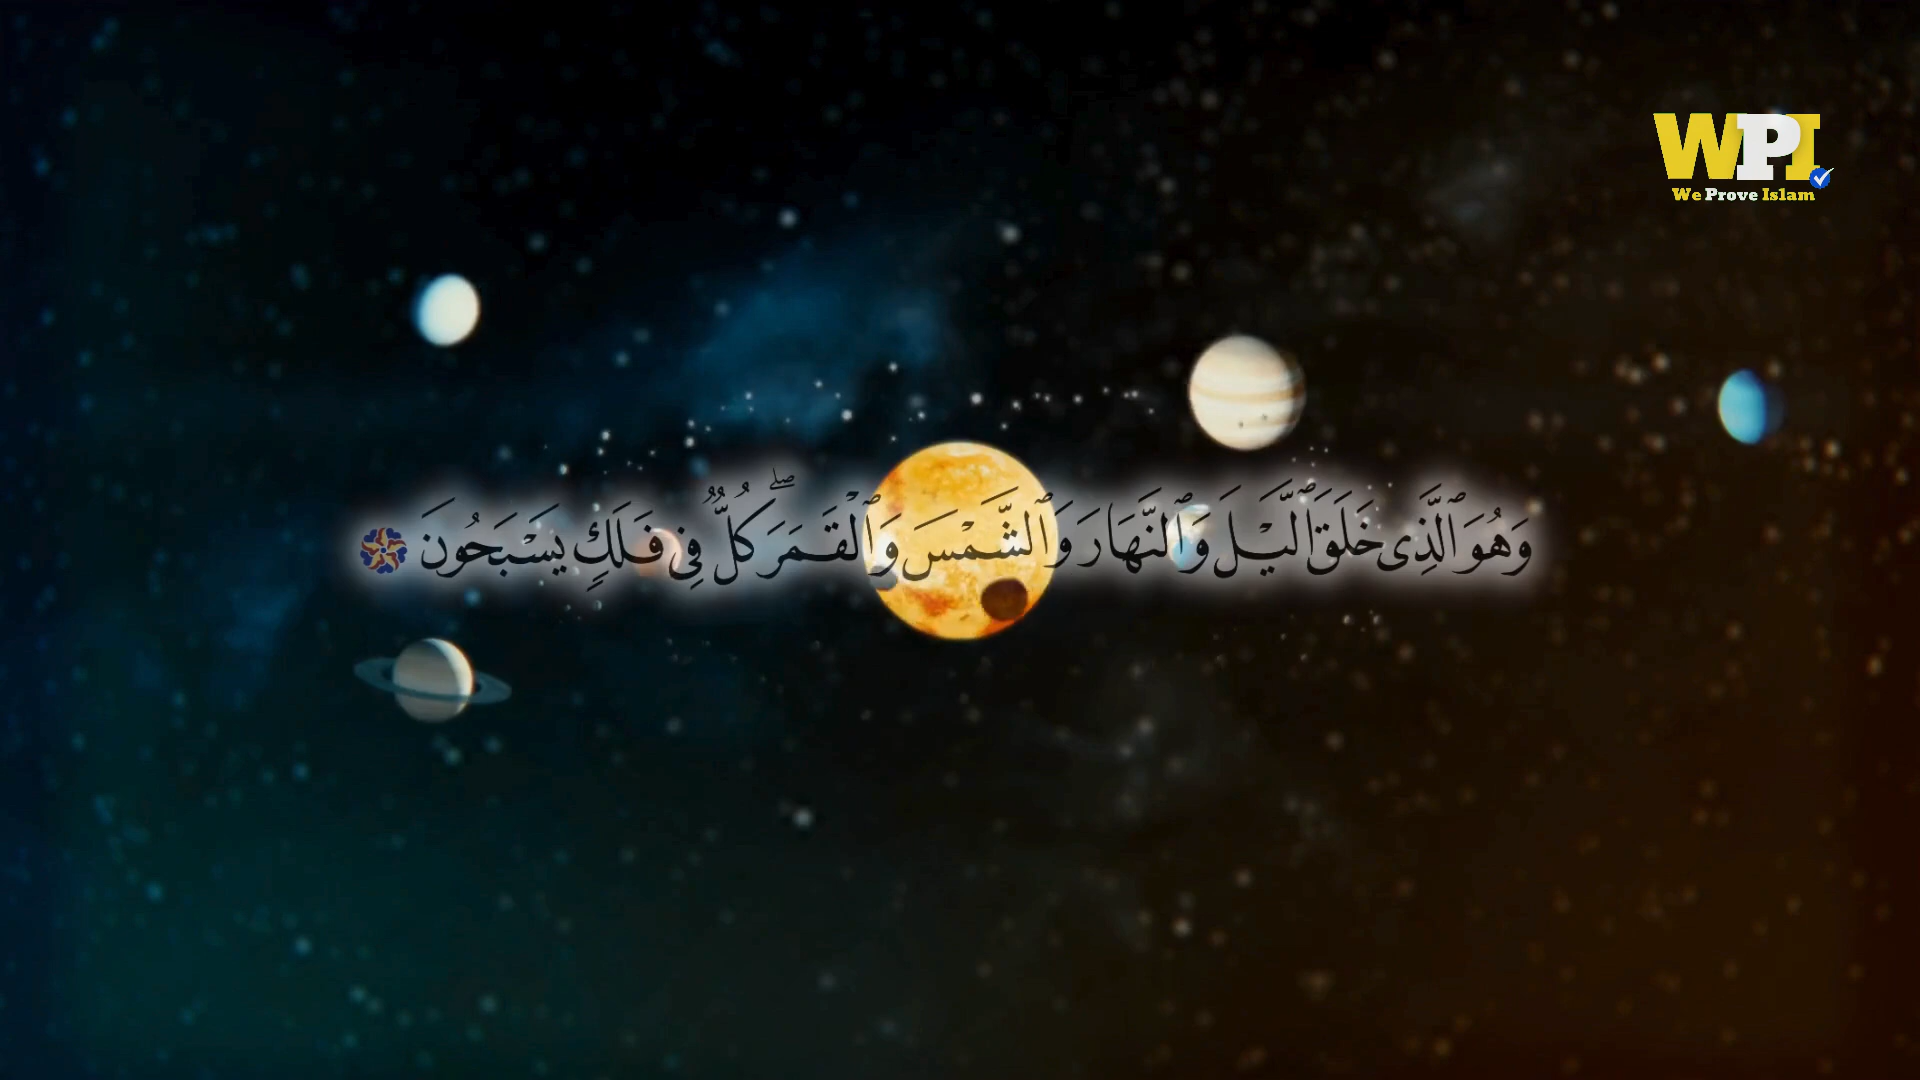 WPI
We Prove Islam
وَهُوَ ٱلَّذِى خَلَقَ ٱلَّيْلَ وَٱلنَّهَارَ وَٱلشَّمْسَ وَٱلْقَمَرَ ۖ كُلٌّ فِى فَلَكٍ يَسْبَحُونَ